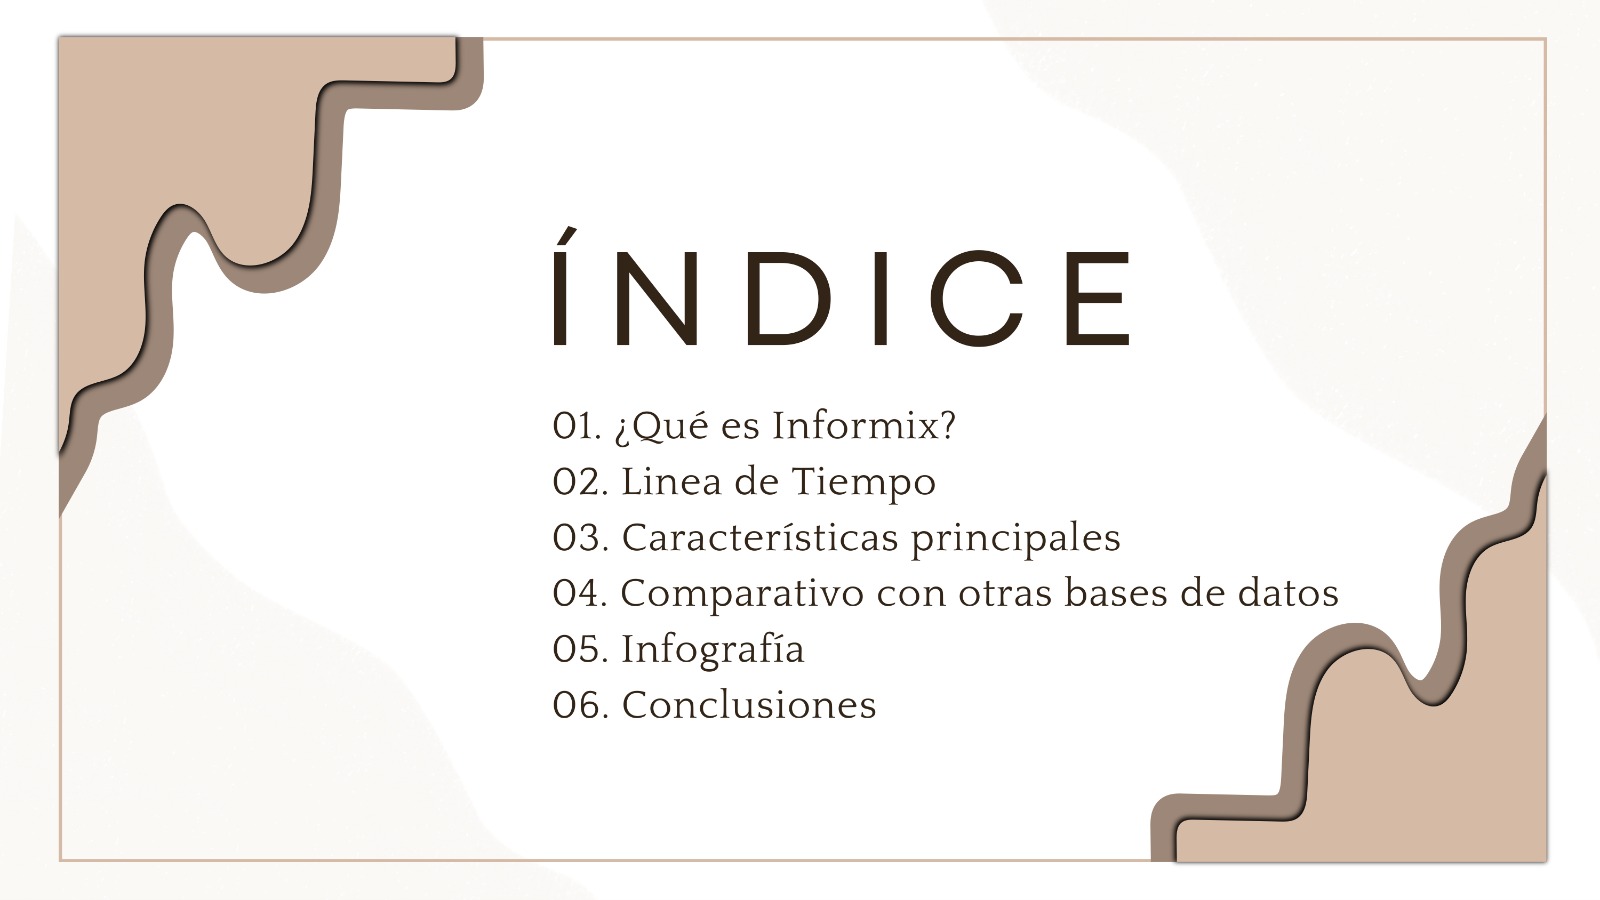 ÍNDICE
01. ¿Qué es Informix?
02. Linea de Tiempo
03. Características principales
04. Comparativo con otras bases de datos
05. Infografía
06. Conclusiones